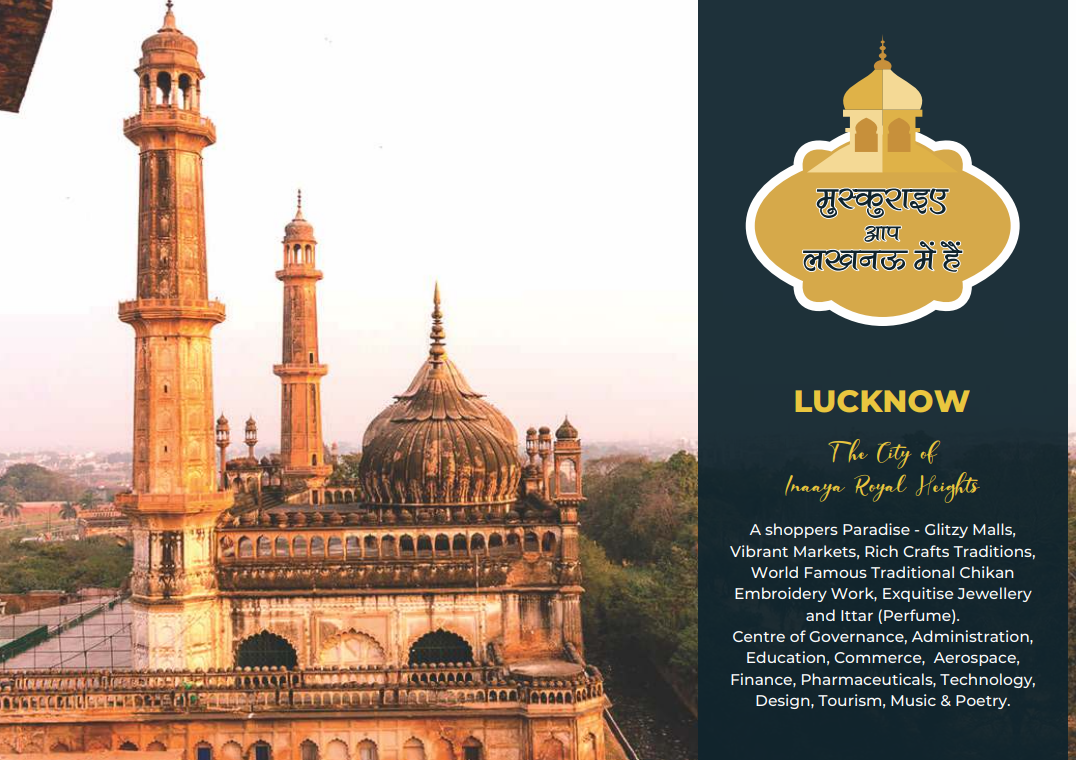 मुस्कुराइए
आप
लखनऊ में हैं
LUCKNOW
The City of
Inaaya Royal Heights
A shoppers Paradise - Glitzy Malls,
Vibrant Markets, Rich Crafts Traditions,
World Famous Traditional Chikan
Embroidery Work, Exquitise Jewellery
and Ittar (Perfume).
Centre of Governance, Administration,
Education, Commerce,  Aerospace,
Finance, Pharmaceuticals, Technology,
Design, Tourism, Music & Poetry.